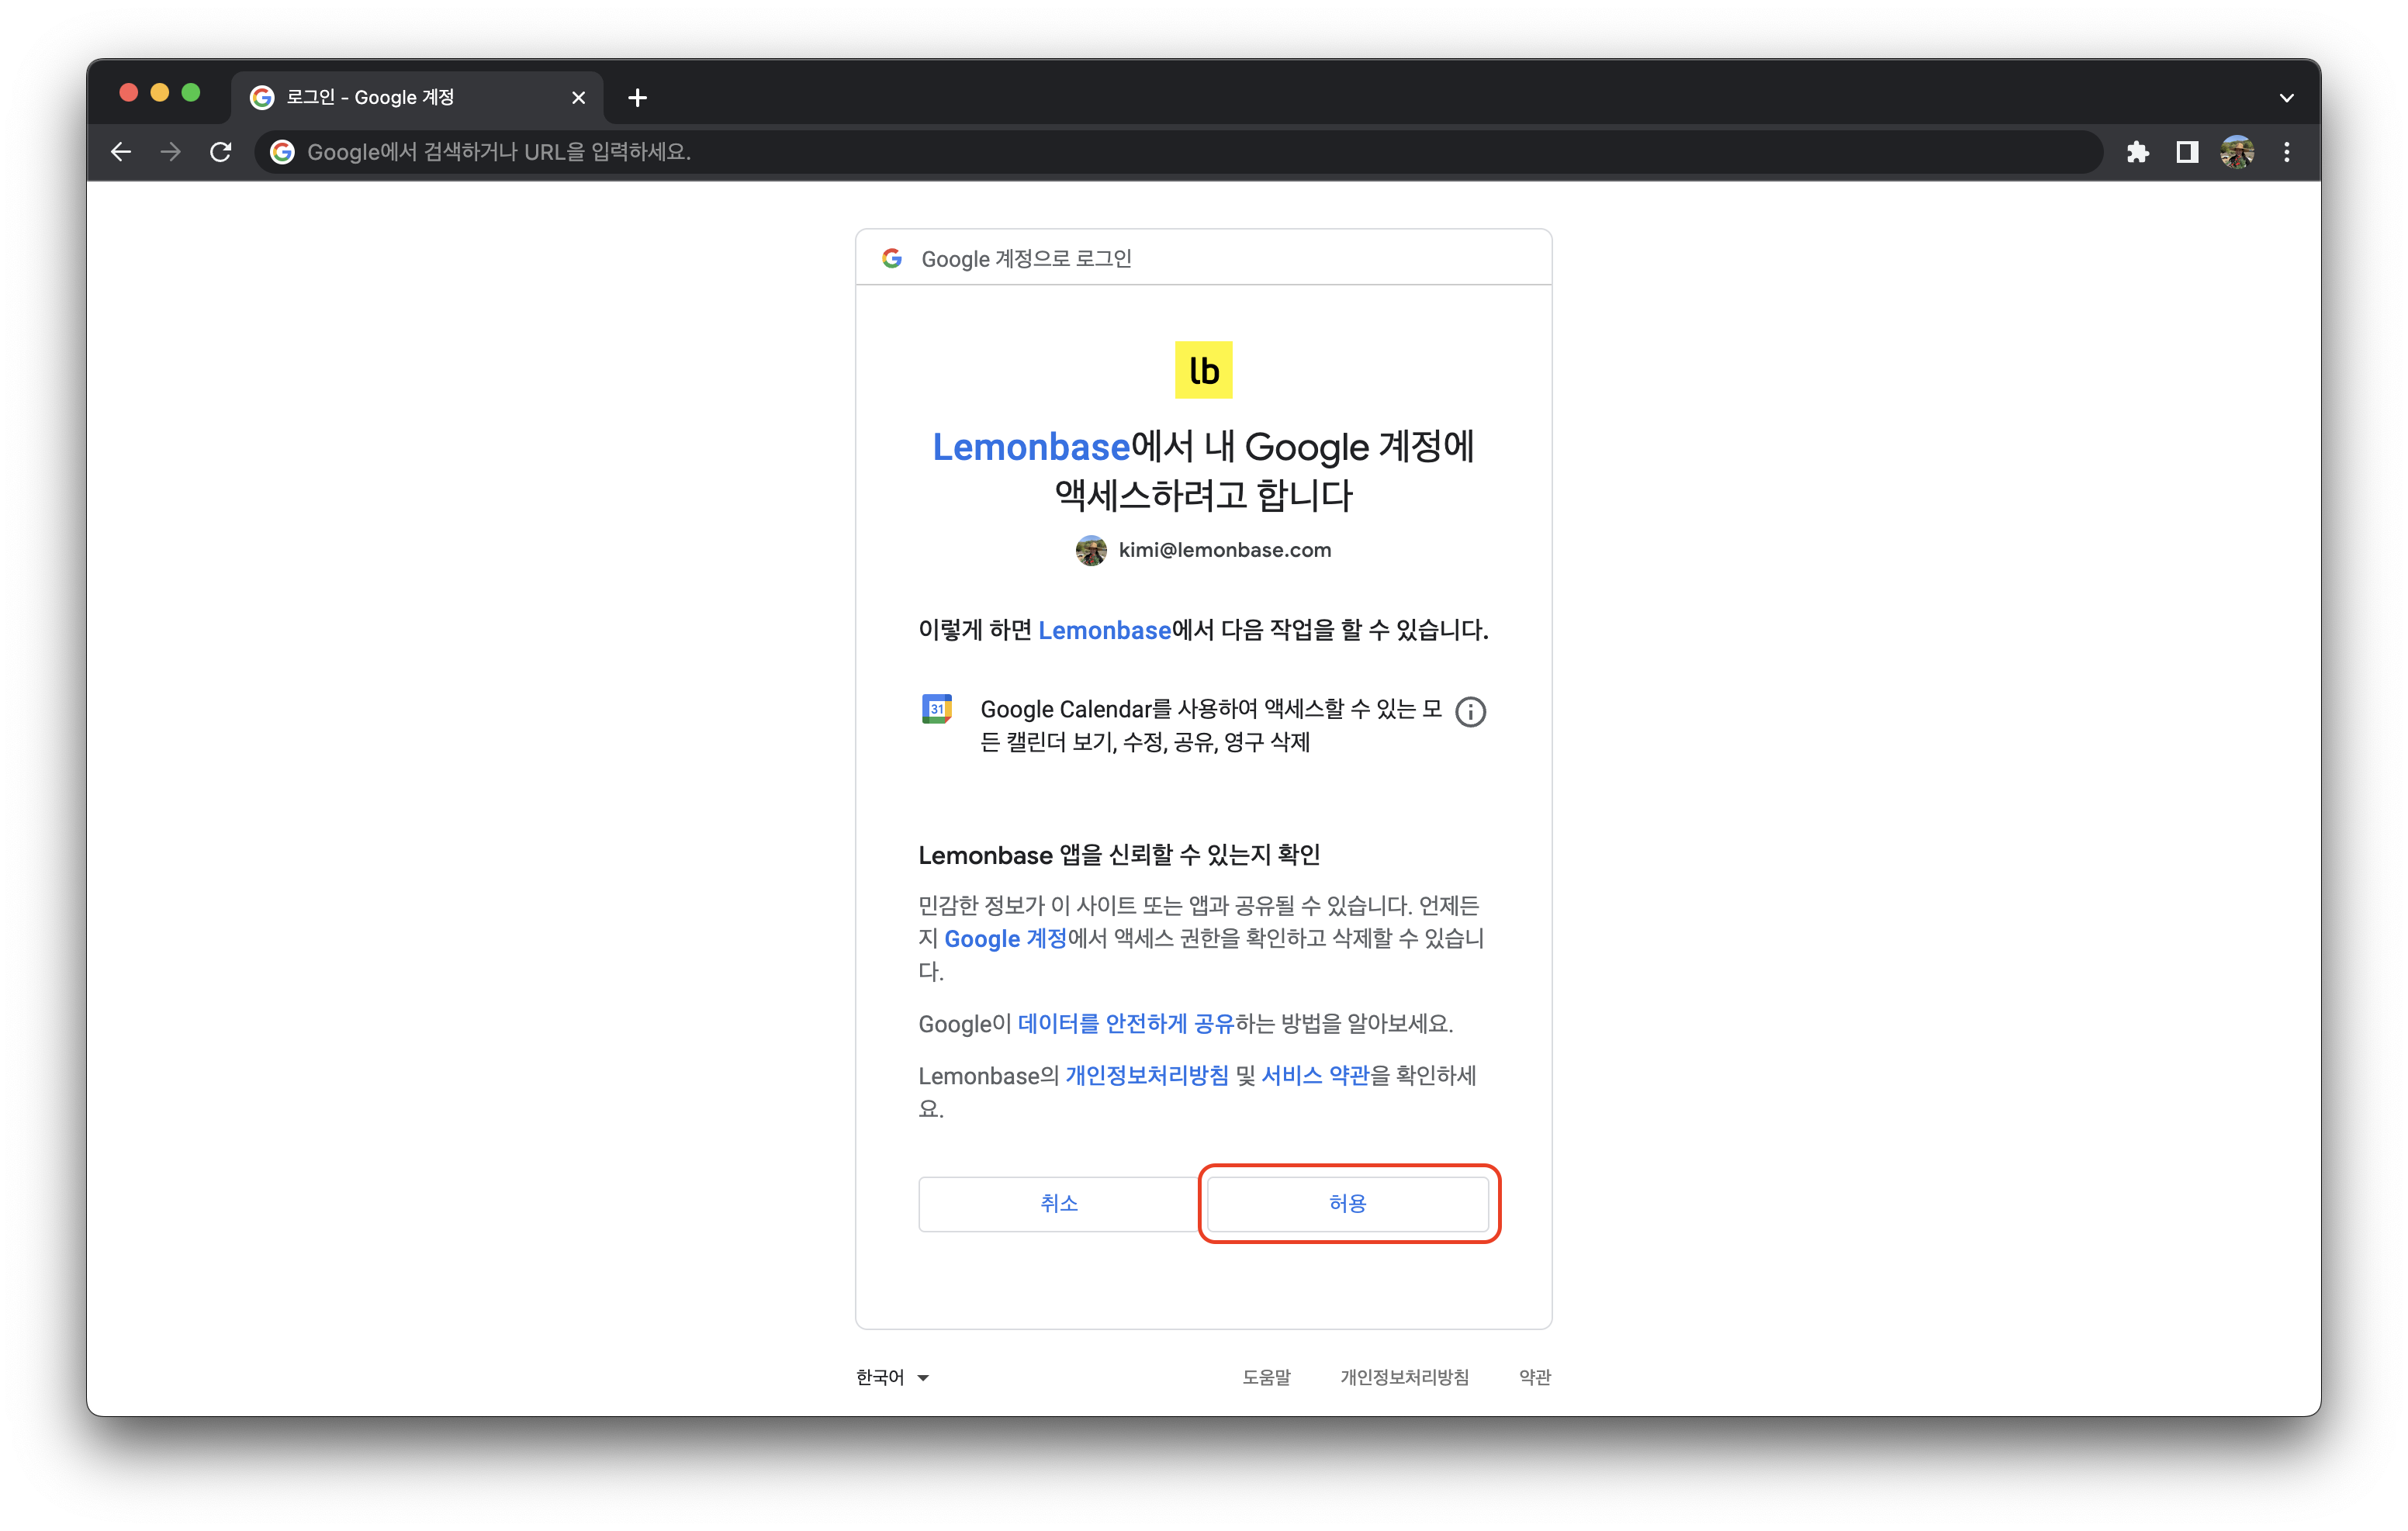 로그인 - Google 계정
Google에서 검색하거나 URL을 입력하세요.
Google 계정으로 로그인
lb
Lemonbase에서 내 Google 계정에
액세스하려고 합니다
kimi@lemonbase.com
이렇게 하면 Lemonbase에서 다음 작업을 할 수 있습니다.
31
Google Calendar를 사용하여 액세스할 수 있는 모
든 캘린더 보기, 수정, 공유, 영구 삭제
Lemonbase 앱을 신뢰할 수 있는지 확인
민감한 정보가 이 사이트 또는 앱과 공유될 수 있습니다. 언제든
지 Google 계정에서 액세스 권한을 확인하고 삭제할 수 있습니
다.
Google이 데이터를 안전하게 공유하는 방법을 알아보세요.
Lemonbase의 개인정보처리방침 및 서비스 약관을 확인하세
요.
취소 허용
한국어 도움말 개인정보처리방침 약관